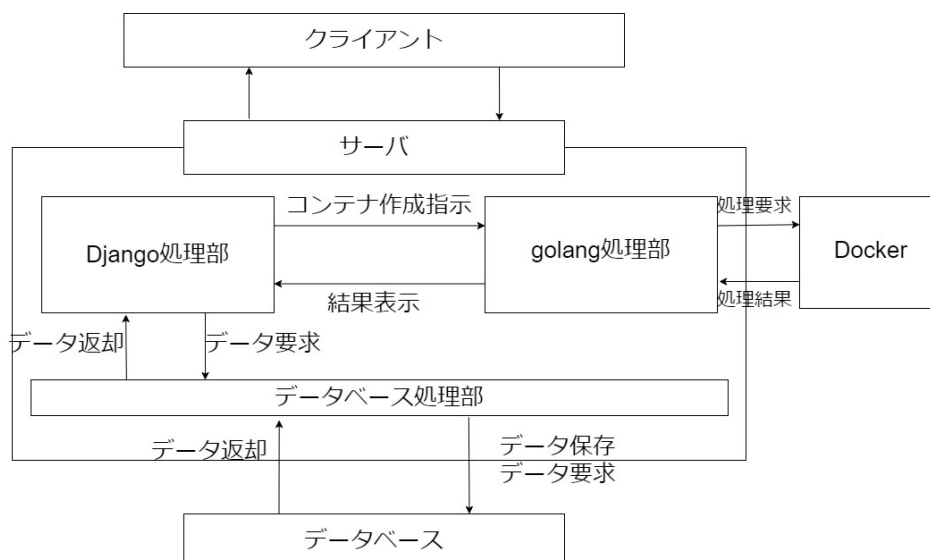 クライアント
サーバ
コンテナ作成指示
処理要求
Django処理部
golang処理部
Docker
結果表示
処理結果
データ返却
データ要求
データベース処理部
データ返却
データ保存
データ要求
データベース